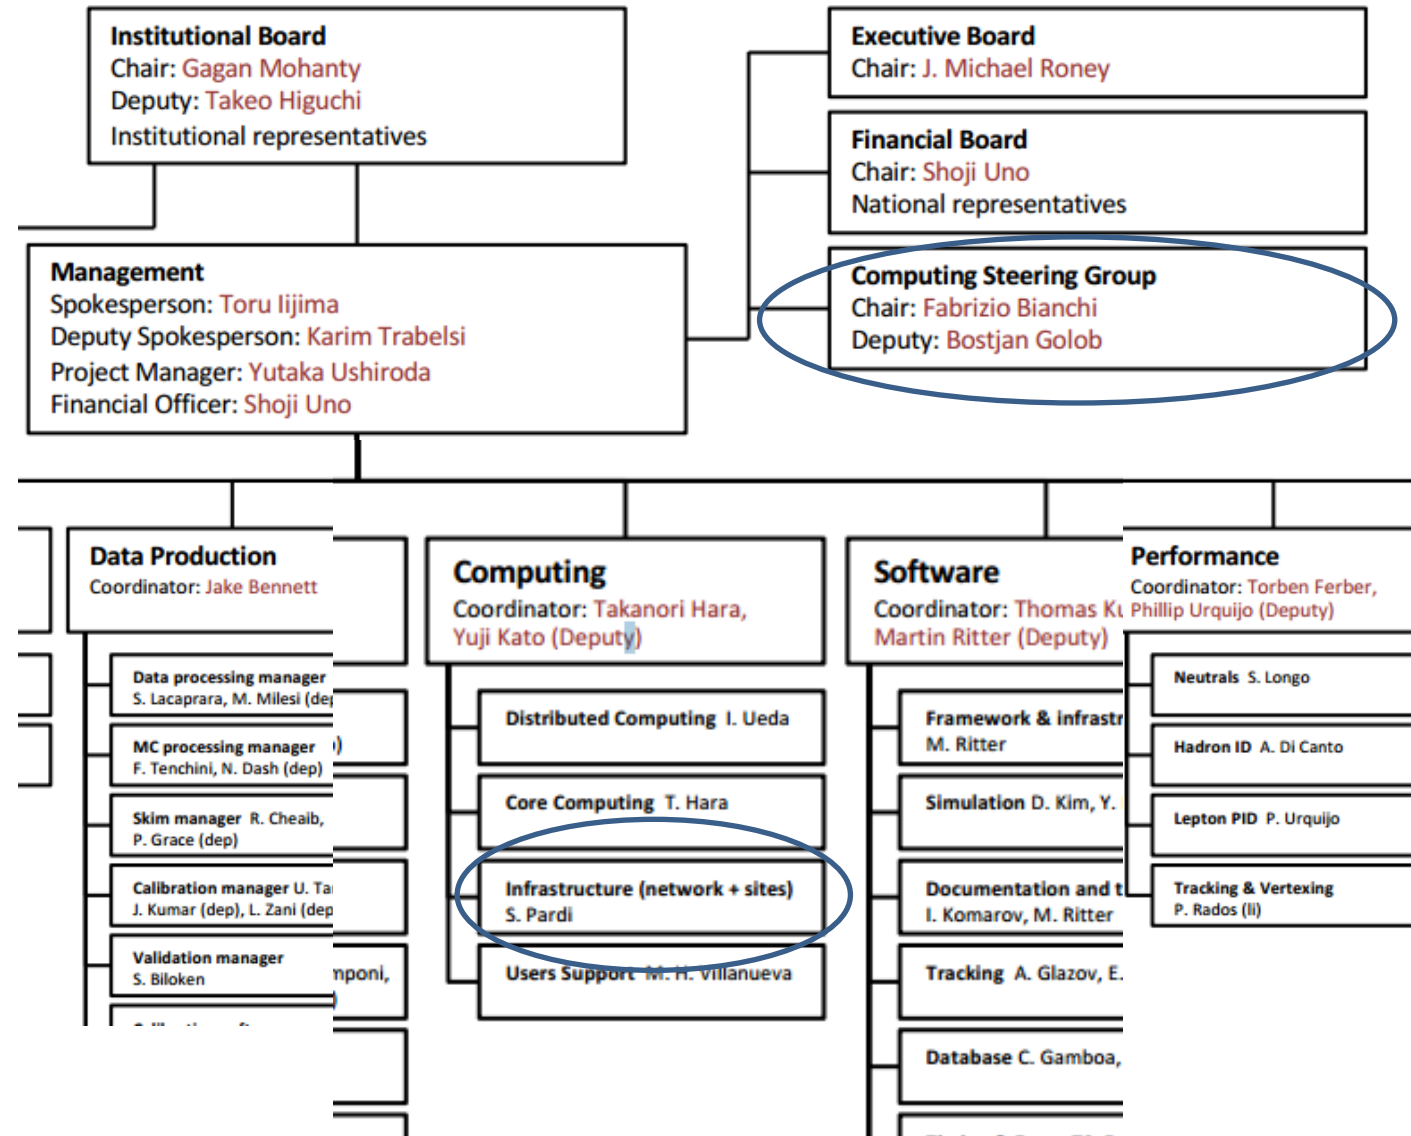 Institutional Board
Chair: Gagan Mohanty
Deputy: Takeo Higuchi
Institutional representatives
Executive Board
Chair: J. Michael Roney
Financial Board
Chair: Shoji Uno
National representatives
Computing Steering Group
Chair: Fabrizio Bianchi
Deputy: Bostjan Golob
Management
Spokesperson: Toru Iijima
Deputy Spokesperson: Karim Trabelsi
Project Manager: Yutaka Ushiroda
Financial Officer: Shoji Uno
Data Production
Coordinator: Jake Bennett
Data processing manager
S. Lacaprara, M. Milesi
MC processing manager
F. Tenchini, N. Dash (dep)
Skim manager R. Cheaib,
P. Grace (dep)
Calibration manager U.
J. Kumar (dep), L. Zani (dep
Validation manager
S. Biloken
Computing
Coordinator: Takanori Hara,
Yuji Kato (Deputy)
Distributed Computing I. Ueda
Core Computing T. Hara
Infrastructure (network + sites)
S. Pardi
Users Support M. H. Villanueva
Software
Coordinator: Thomas
Martin Ritter (Deputy)
Framework &
M. Ritter
Simulation D. Kim, Y.
Documentation and
I. Komarov, M. Ritter
Tracking A. Glazov, E.
Database C. Gamboa,
Performance
Coordinator: Torben Ferber,
Phillip Urquijo (Deputy)
Neutrals S. Longo
Hadron ID A. Di Canto
Lepton PID P. Urquijo
Tracking & Vertexing
P. Rados (li)